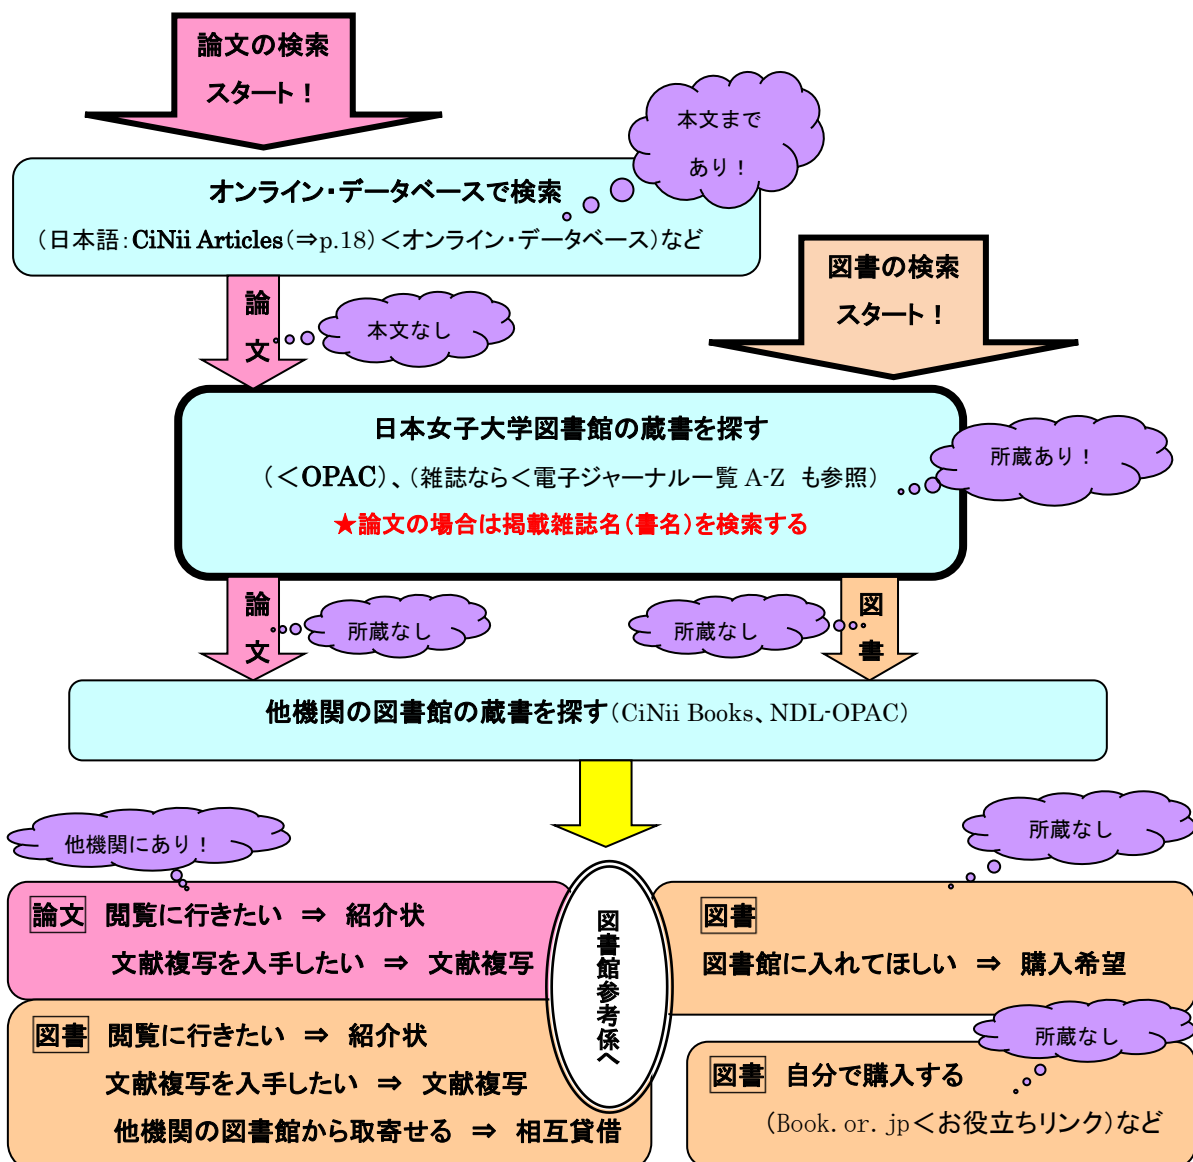 論文の検索
スタート！
本文まで
あり！
オンライン・データベースで検索
（日本語：CiNii Articles（⇒p.18）＜オンライン・データベース）など
図書の検索
スタート！
論文
本文なし
日本女子大学図書館の蔵書を探す
（＜OPAC）、（雑誌なら＜電子ジャーナル一覧 A-Z も参照）
★論文の場合は掲載雑誌名（書名）を検索する
所蔵あり！
論文
所蔵なし
所蔵なし
図書
他機関の図書館の蔵書を探す（CiNii Books、NDL-OPAC）
他機関にあり！
所蔵なし
論文 閲覧に行きたい ⇒ 紹介状
文献複写を入手したい ⇒ 文献複写
図書 閲覧に行きたい ⇒ 紹介状
文献複写を入手したい ⇒ 文献複写
他機関の図書館から取寄せる ⇒ 相互貸借
図書館参考係へ
図書
図書館に入れてほしい ⇒ 購入希望
所蔵なし
図書 自分で購入する
（Book.or.jp＜お役立ちリンク）など